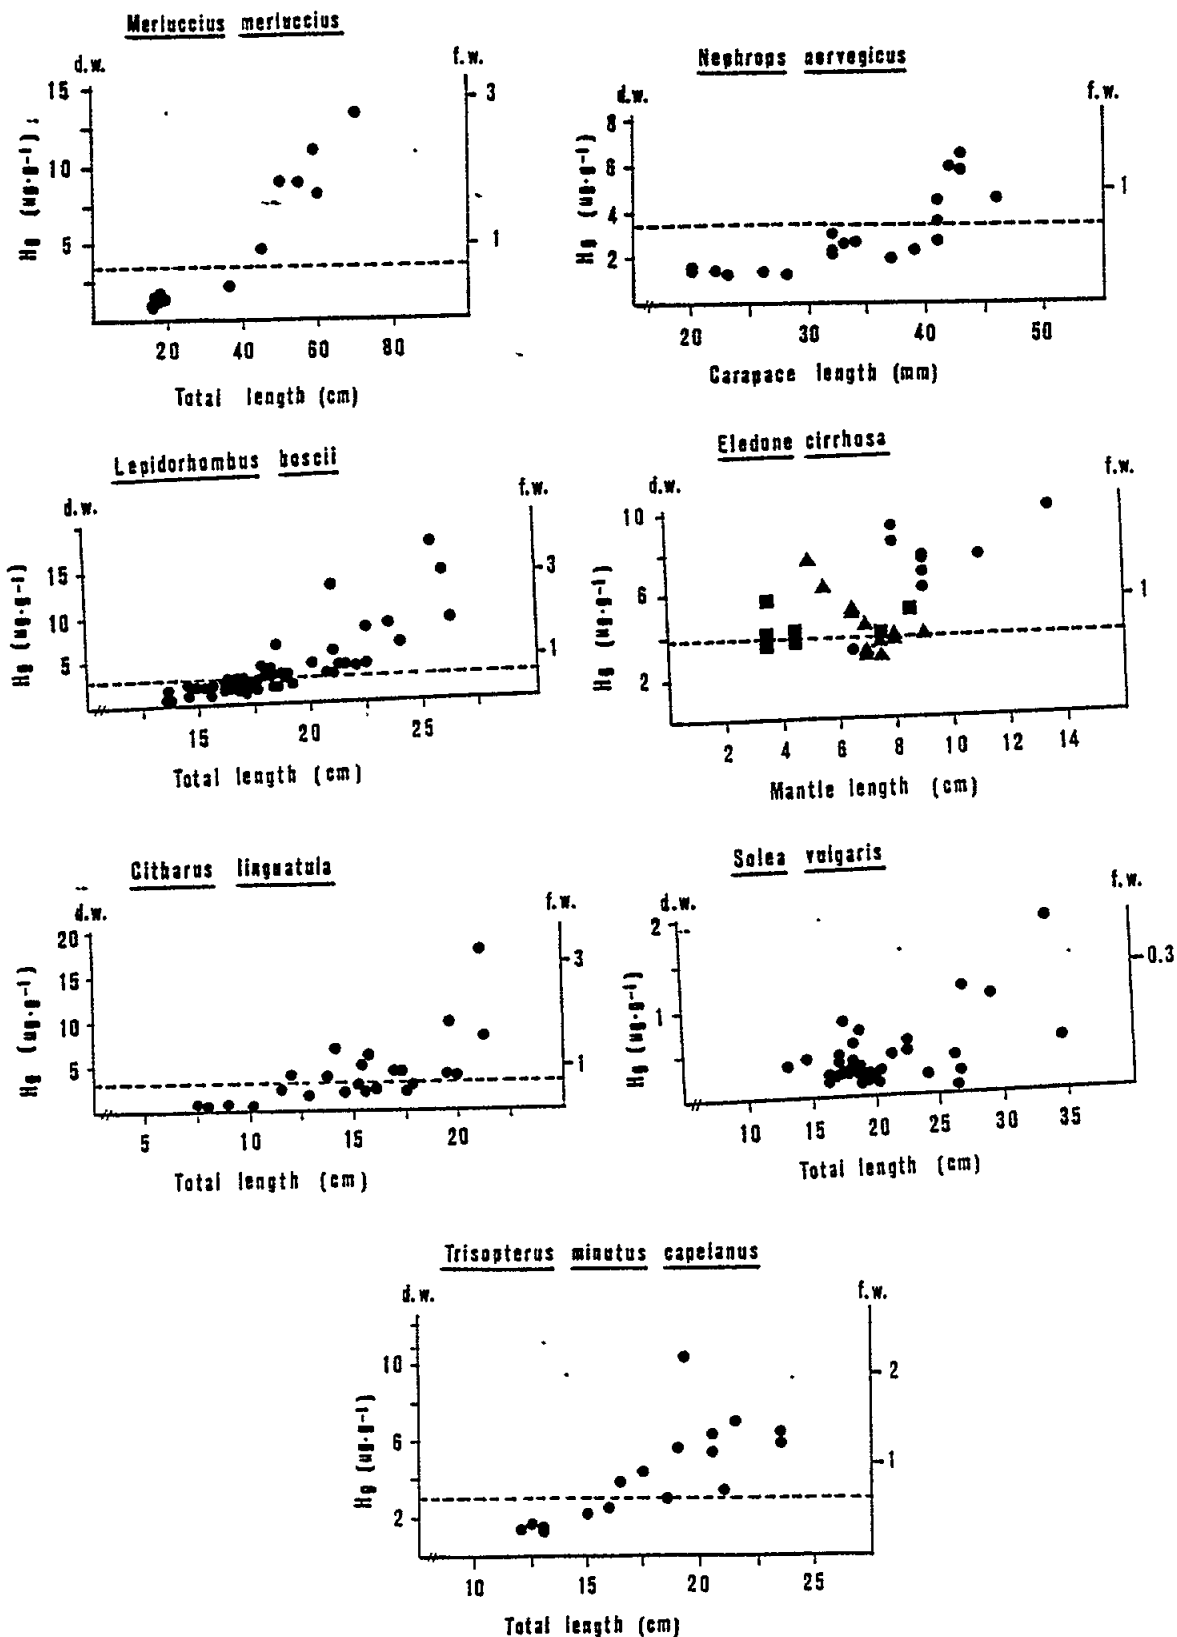 Merluccius merluccius
d.w.
f.w.
15
10
5
3
1
Hg (ug·g-1)
20 40 60 80
Total length (cm)
Nephrops norvegicus
d.w.
f.w.
8
6
4
2
1
Hg (ug·g-1)
20 30 40 50
Carapace length (mm)
Lepidorhombus boscii
d.w.
f.w.
15
10
5
3
1
Hg (ug·g-1)
15 20 25
Total length (cm)
Eledone cirrhosa
d.w.
f.w.
10
6
2
1
Hg (ug·g-1)
2 4 6 8 10 12 14
Mantle length (cm)
Citharus linguatula
d.w.
f.w.
20
15
10
5
3
1
Hg (ug·g-1)
5 10 15 20
Total length (cm)
Solea vulgaris
d.w.
f.w.
2
1
0.3
Hg (ug·g-1)
10 15 20 25 30 35
Total length (cm)
Trisopterus minutus capelanus
d.w.
f.w.
10
6
2
2
1
Hg (ug·g-1)
10 15 20 25
Total length (cm)